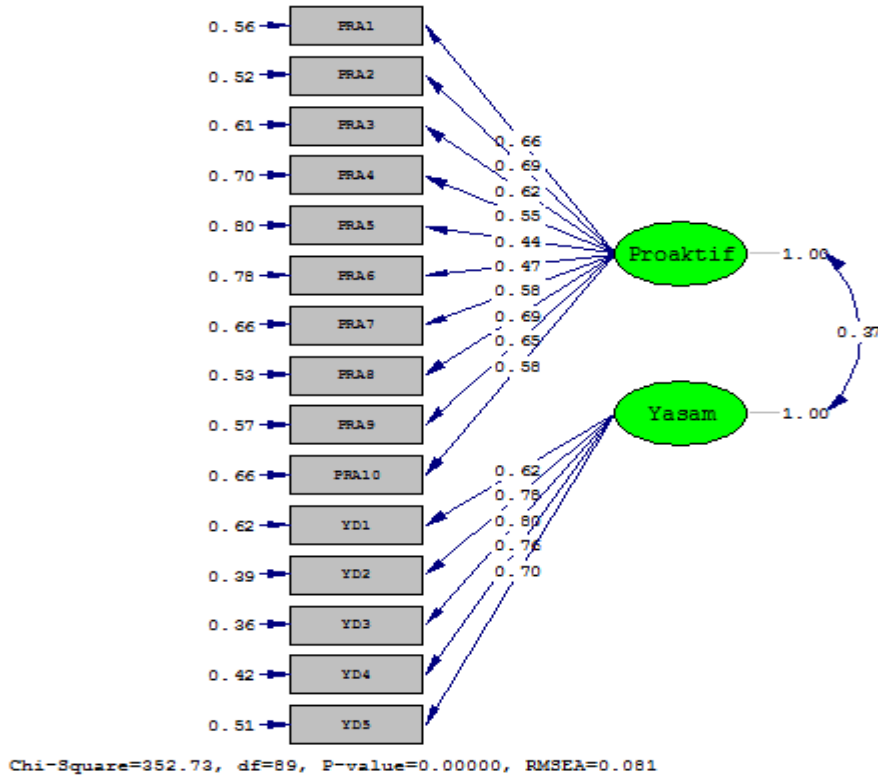 0.56 PRA1
0.52 PRA2
0.61 PRA3
0.66
0.69
0.70 PRA4
0.62
0.55
0.80 PRA5
0.44
Proaktif 1.00
0.47
0.78 PRA6
0.58
0.69
0.66 PRA7
0.37
0.65
0.58
0.53 PRA8
Yasam 1.00
0.57 PRA9
0.66 PRA10
0.62
0.78
0.62 YD1
0.80
0.76
0.39 YD2
0.70
0.36 YD3
0.42 YD4
0.51 YD5
Chi-Square=352.73, df=89, P-value=0.00000, RMSEA=0.081